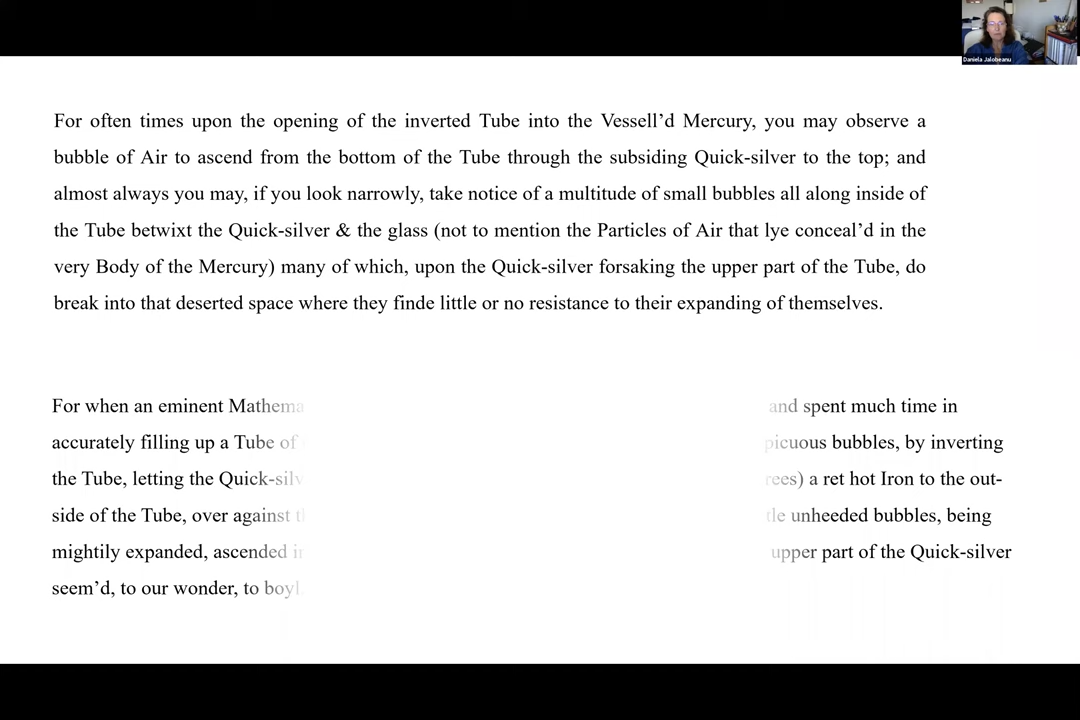 Daniela Jalobeanu
For often times upon the opening of the inverted Tube into the Vessell’d Mercury, you may observe a
bubble of Air to ascend from the bottom of the Tube through the subsiding Quick-silver to the top; and
almost always you may, if you look narrowly, take notice of a multitude of small bubbles all along inside of
the Tube betwixt the Quick-silver & the glass (not to mention the Particles of Air that lye conceal’d in the
very Body of the Mercury) many of which, upon the Quick-silver forsaking the upper part of the Tube, do
break into that deserted space where they finde little or no resistance to their expanding of themselves.
For when an eminent and spent much time in
accurately filling up a Tube of bubbles, by inverting
the Tube, letting the a ret hot Iron to the out-
side of the Tube, over against unheeded bubbles, being
mightily expanded, ascended upper part of the Quick-silver
seem’d, to our wonder, to